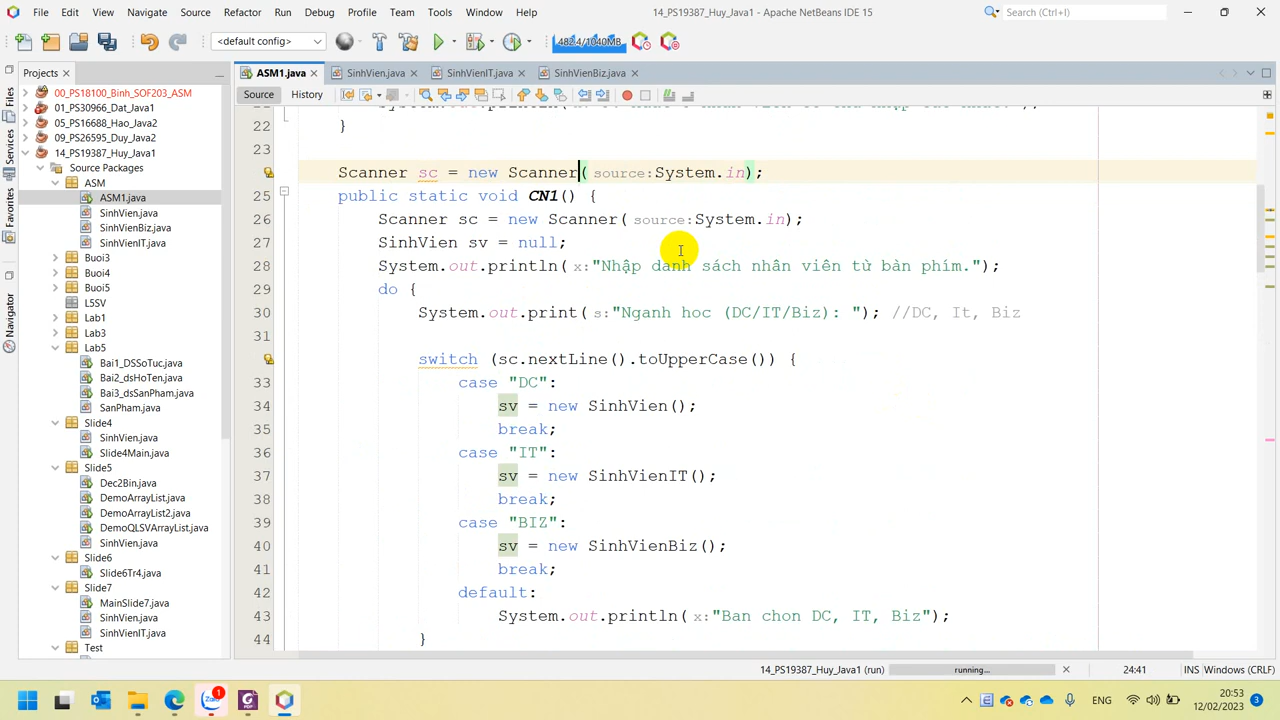 File Edit View Navigate Source Refactor Run Debug Profile Team Tools Window Help 14_PS19387_Huy_Java1 - Apache NetBeans IDE 15 Search (Ctrl+I)
<default config> 482.4/1040MB
Projects ASM1.java SinhVien.java SinhVienIT.java SinhVienBiz.java
Source History
Files
Services
Favorites
Navigator
00_PS18100_Binh_SOF203_ASM
01_PS30966_Dat_Java1
05_PS16688_Hao_Java2
09_PS26595_Duy_Java2
14_PS19387_Huy_Java1
Source Packages
ASM
ASM1.java
SinhVien.java
SinhVienBiz.java
SinhVienIT.java
Buoi3
Buoi4
Buoi5
L5SV
Lab1
Lab3
Lab5
Bai1_DSSoTuc.java
Bai2_dsHoTen.java
Bai3_dsSanPham.java
SanPham.java
Slide4
SinhVien.java
Slide4Main.java
Slide5
Dec2Bin.java
DemoArrayList.java
DemoArrayList2.java
DemoQLSVArrayList.java
SinhVien.java
Slide6
Slide6Tr4.java
Slide7
MainSlide7.java
SinhVien.java
SinhVienIT.java
Test
22 }
23
Scanner sc = new Scanner(source:System.in);
25 public static void CN1() {
26 Scanner sc = new Scanner(source:System.in);
27 SinhVien sv = null;
28 System.out.println(x:"Nhập danh sách nhân viên từ bàn phím.");
29 do {
30 System.out.print(s:"Nganh hoc (DC/IT/Biz): "); //DC, It, Biz
31
switch (sc.nextLine().toUpperCase()) {
33 case "DC":
34 sv = new SinhVien();
35 break;
36 case "IT":
37 sv = new SinhVienIT();
38 break;
39 case "BIZ":
40 sv = new SinhVienBiz();
41 break;
42 default:
43 System.out.println(x:"Ban chon DC, IT, Biz");
44 }
14_PS19387_Huy_Java1 (run) running... 24:41 INS Windows (CRLF)
Zalo 1 ENG 20:53
12/02/2023 3